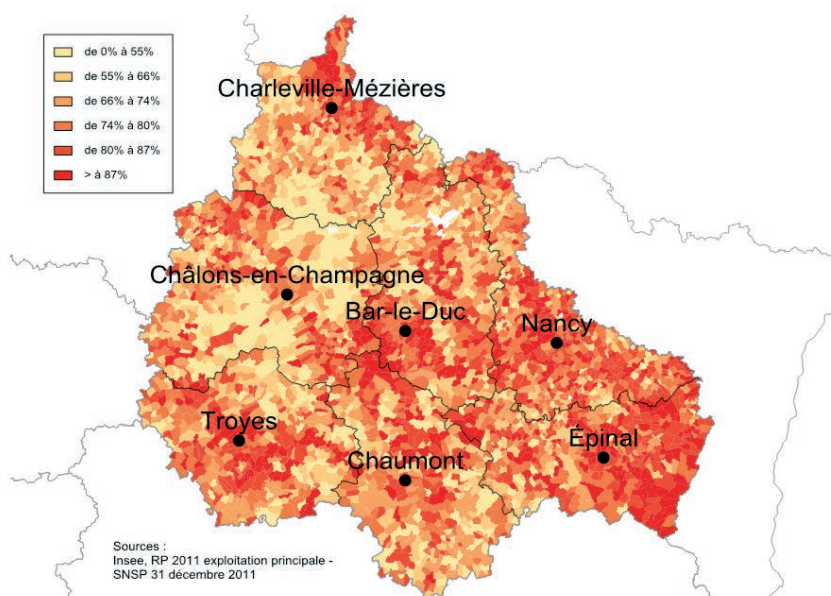 de 0% à 55%
de 55% à 66%
de 66% à 74%
de 74% à 80%
de 80% à 87%
> à 87%
Charleville-Mézières
Châlons-en-Champagne
Bar-le-Duc
Nancy
Troyes
Chaumont
Épinal
Sources :
Insee, RP 2011 exploitation principale -
SNSP 31 décembre 2011